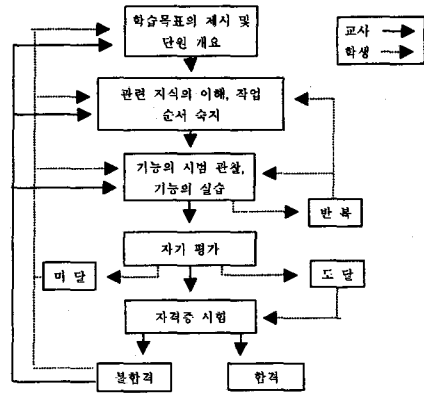 학습목표의 제시 및
단원 개요
교사
학생
관련 지식의 이해, 작업
순서 숙지
기능의 시범 관찰,
기능의 실습
반복
자기 평가
미달
도달
자격증 시험
불합격
합격